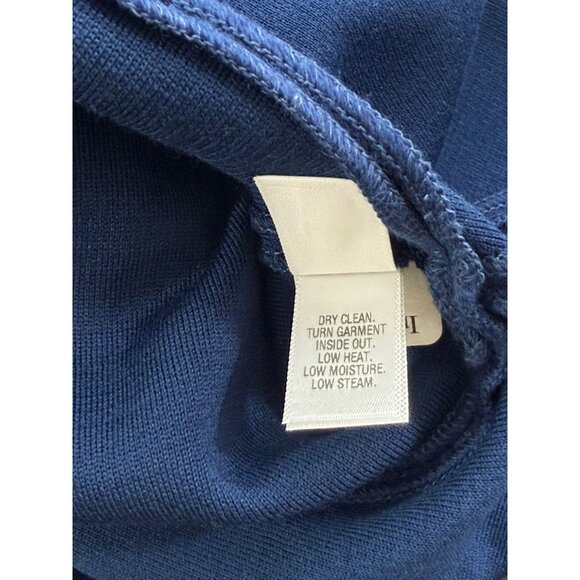 DRY CLEAN.
TURN GARMENT
INSIDE OUT.
LOW HEAT.
LOW MOISTURE.
LOW STEAM.